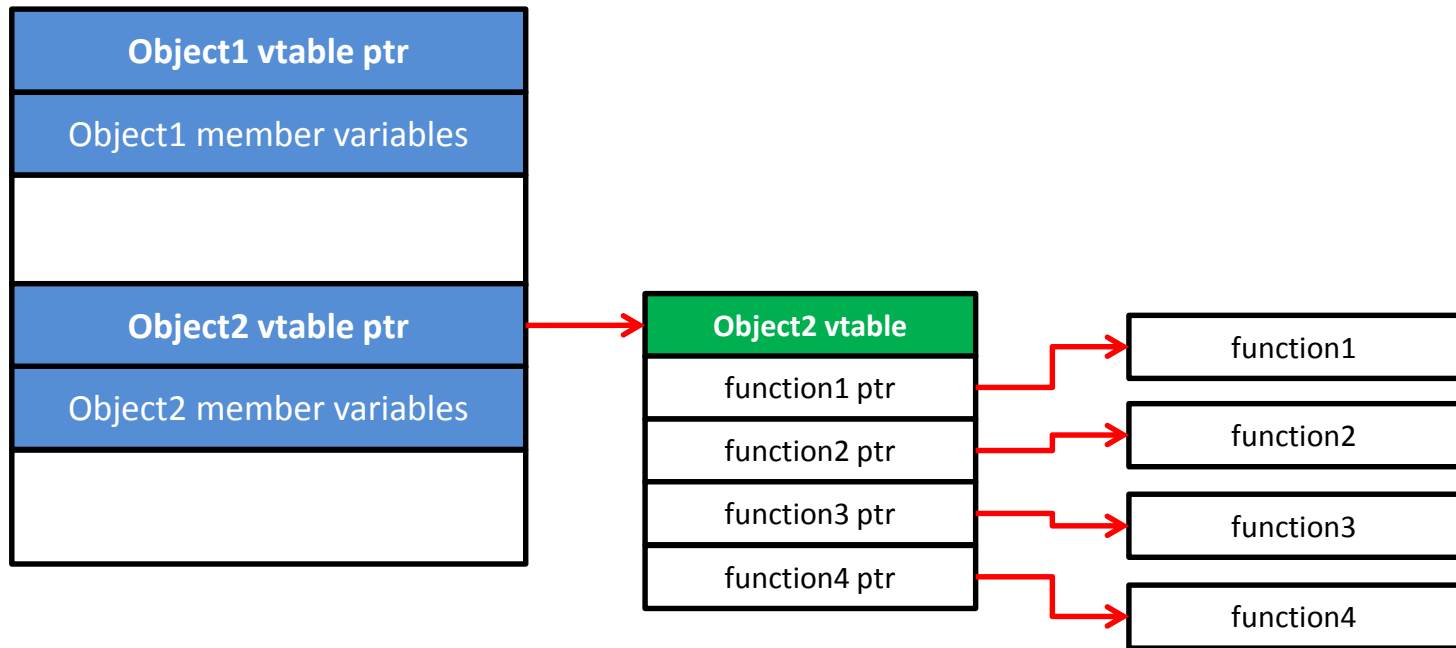 Object1 vtable ptr
Object1 member variables
Object2 vtable ptr
Object2 member variables
Object2 vtable
function1 ptr
function2 ptr
function3 ptr
function4 ptr
function1
function2
function3
function4